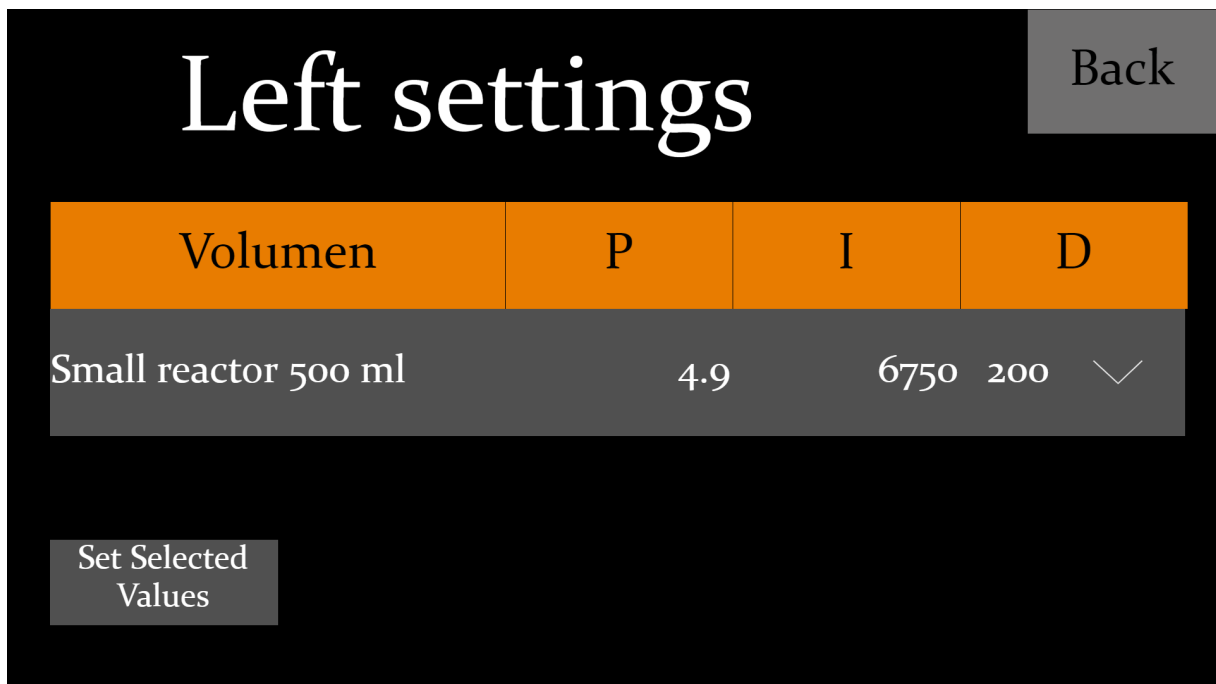 Left settings
Back
Volumen P I D
Small reactor 500 ml 4.9 6750 200
Set Selected
Values